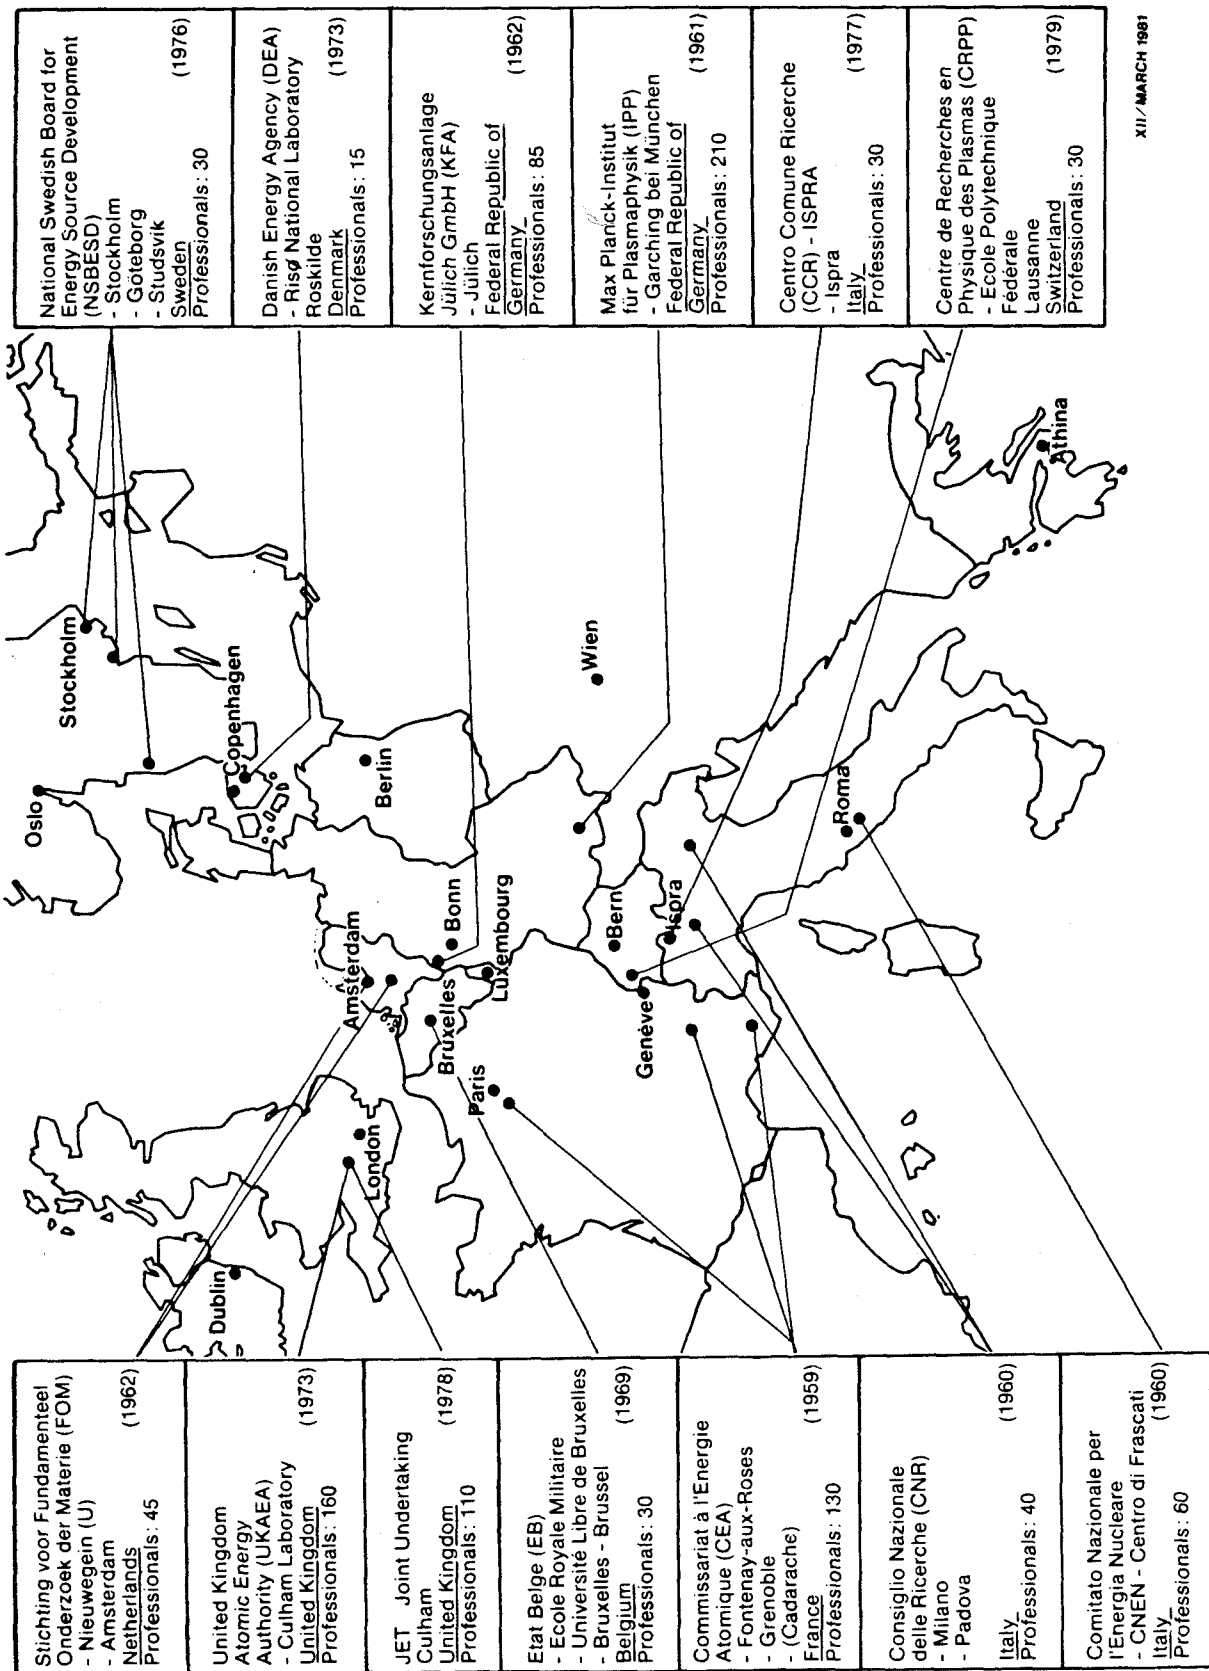 Stichting voor Fundamenteel
Onderzoek der Materie (FOM)
- Nieuwegein (U)
- Amsterdam (1962)
Netherlands
Professionals: 45
United Kingdom
Atomic Energy
Authority (UKAEA)
- Culham Laboratory
United Kingdom (1973)
Professionals: 160
JET Joint Undertaking
Culham
United Kingdom (1978)
Professionals: 110
Etat Belge (EB)
- Ecole Royale Militaire
- Université Libre de Bruxelles
- Bruxelles - Brussel
Belgium (1969)
Professionals: 30
Commissariat à l'Energie
Atomique (CEA)
- Fontenay-aux-Roses
- Grenoble
- (Cadarache)
France (1959)
Professionals: 130
Consiglio Nazionale
delle Ricerche (CNR)
- Milano
- Padova
Italy (1960)
Professionals: 40
Comitato Nazionale per
l'Energia Nucleare
- CNEN - Centro di Frascati
Italy (1960)
Professionals: 60
Oslo
Stockholm
Copenhagen
Dublin
London
Amsterdam
Berlin
Bruxelles
Bonn
Paris
Luxembourg
Wien
Bern
Genève
Ispra
Roma
Athina
National Swedish Board for
Energy Source Development
(NSBESD)
- Stockholm
- Göteborg
- Studsvik
Sweden (1976)
Professionals: 30
Danish Energy Agency (DEA)
- Risø National Laboratory
Roskilde
Denmark (1973)
Professionals: 15
Kernforschungsanlage
Jülich GmbH (KFA)
- Jülich
Federal Republic of
Germany (1962)
Professionals: 85
Max Planck-Institut
für Plasmaphysik (IPP)
- Garching bei München
Federal Republic of
Germany (1961)
Professionals: 210
Centro Comune Ricerche
(CCR) - ISPRA
- Ispra
Italy (1977)
Professionals: 30
Centre de Recherches en
Physique des Plasmas (CRPP)
- Ecole Polytechnique
Fédérale
Lausanne
Switzerland (1979)
Professionals: 30
XII/MARCH 1981